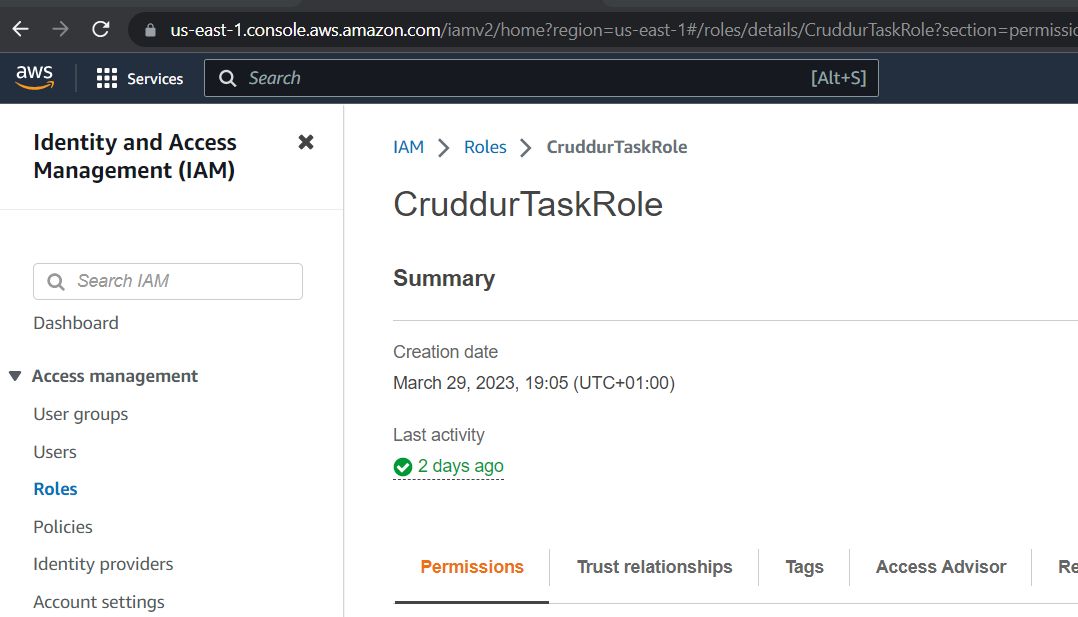 us-east-1.console.aws.amazon.com/iamv2/home?region=us-east-1#/roles/details/CruddurTaskRole?section=permissio
aws
Services
Search
[Alt+S]
Identity and Access
Management (IAM)
Search IAM
Dashboard
Access management
User groups
Users
Roles
Policies
Identity providers
Account settings
IAM
Roles
CruddurTaskRole
CruddurTaskRole
Summary
Creation date
March 29, 2023, 19:05 (UTC+01:00)
Last activity
2 days ago
Permissions
Trust relationships
Tags
Access Advisor
Re